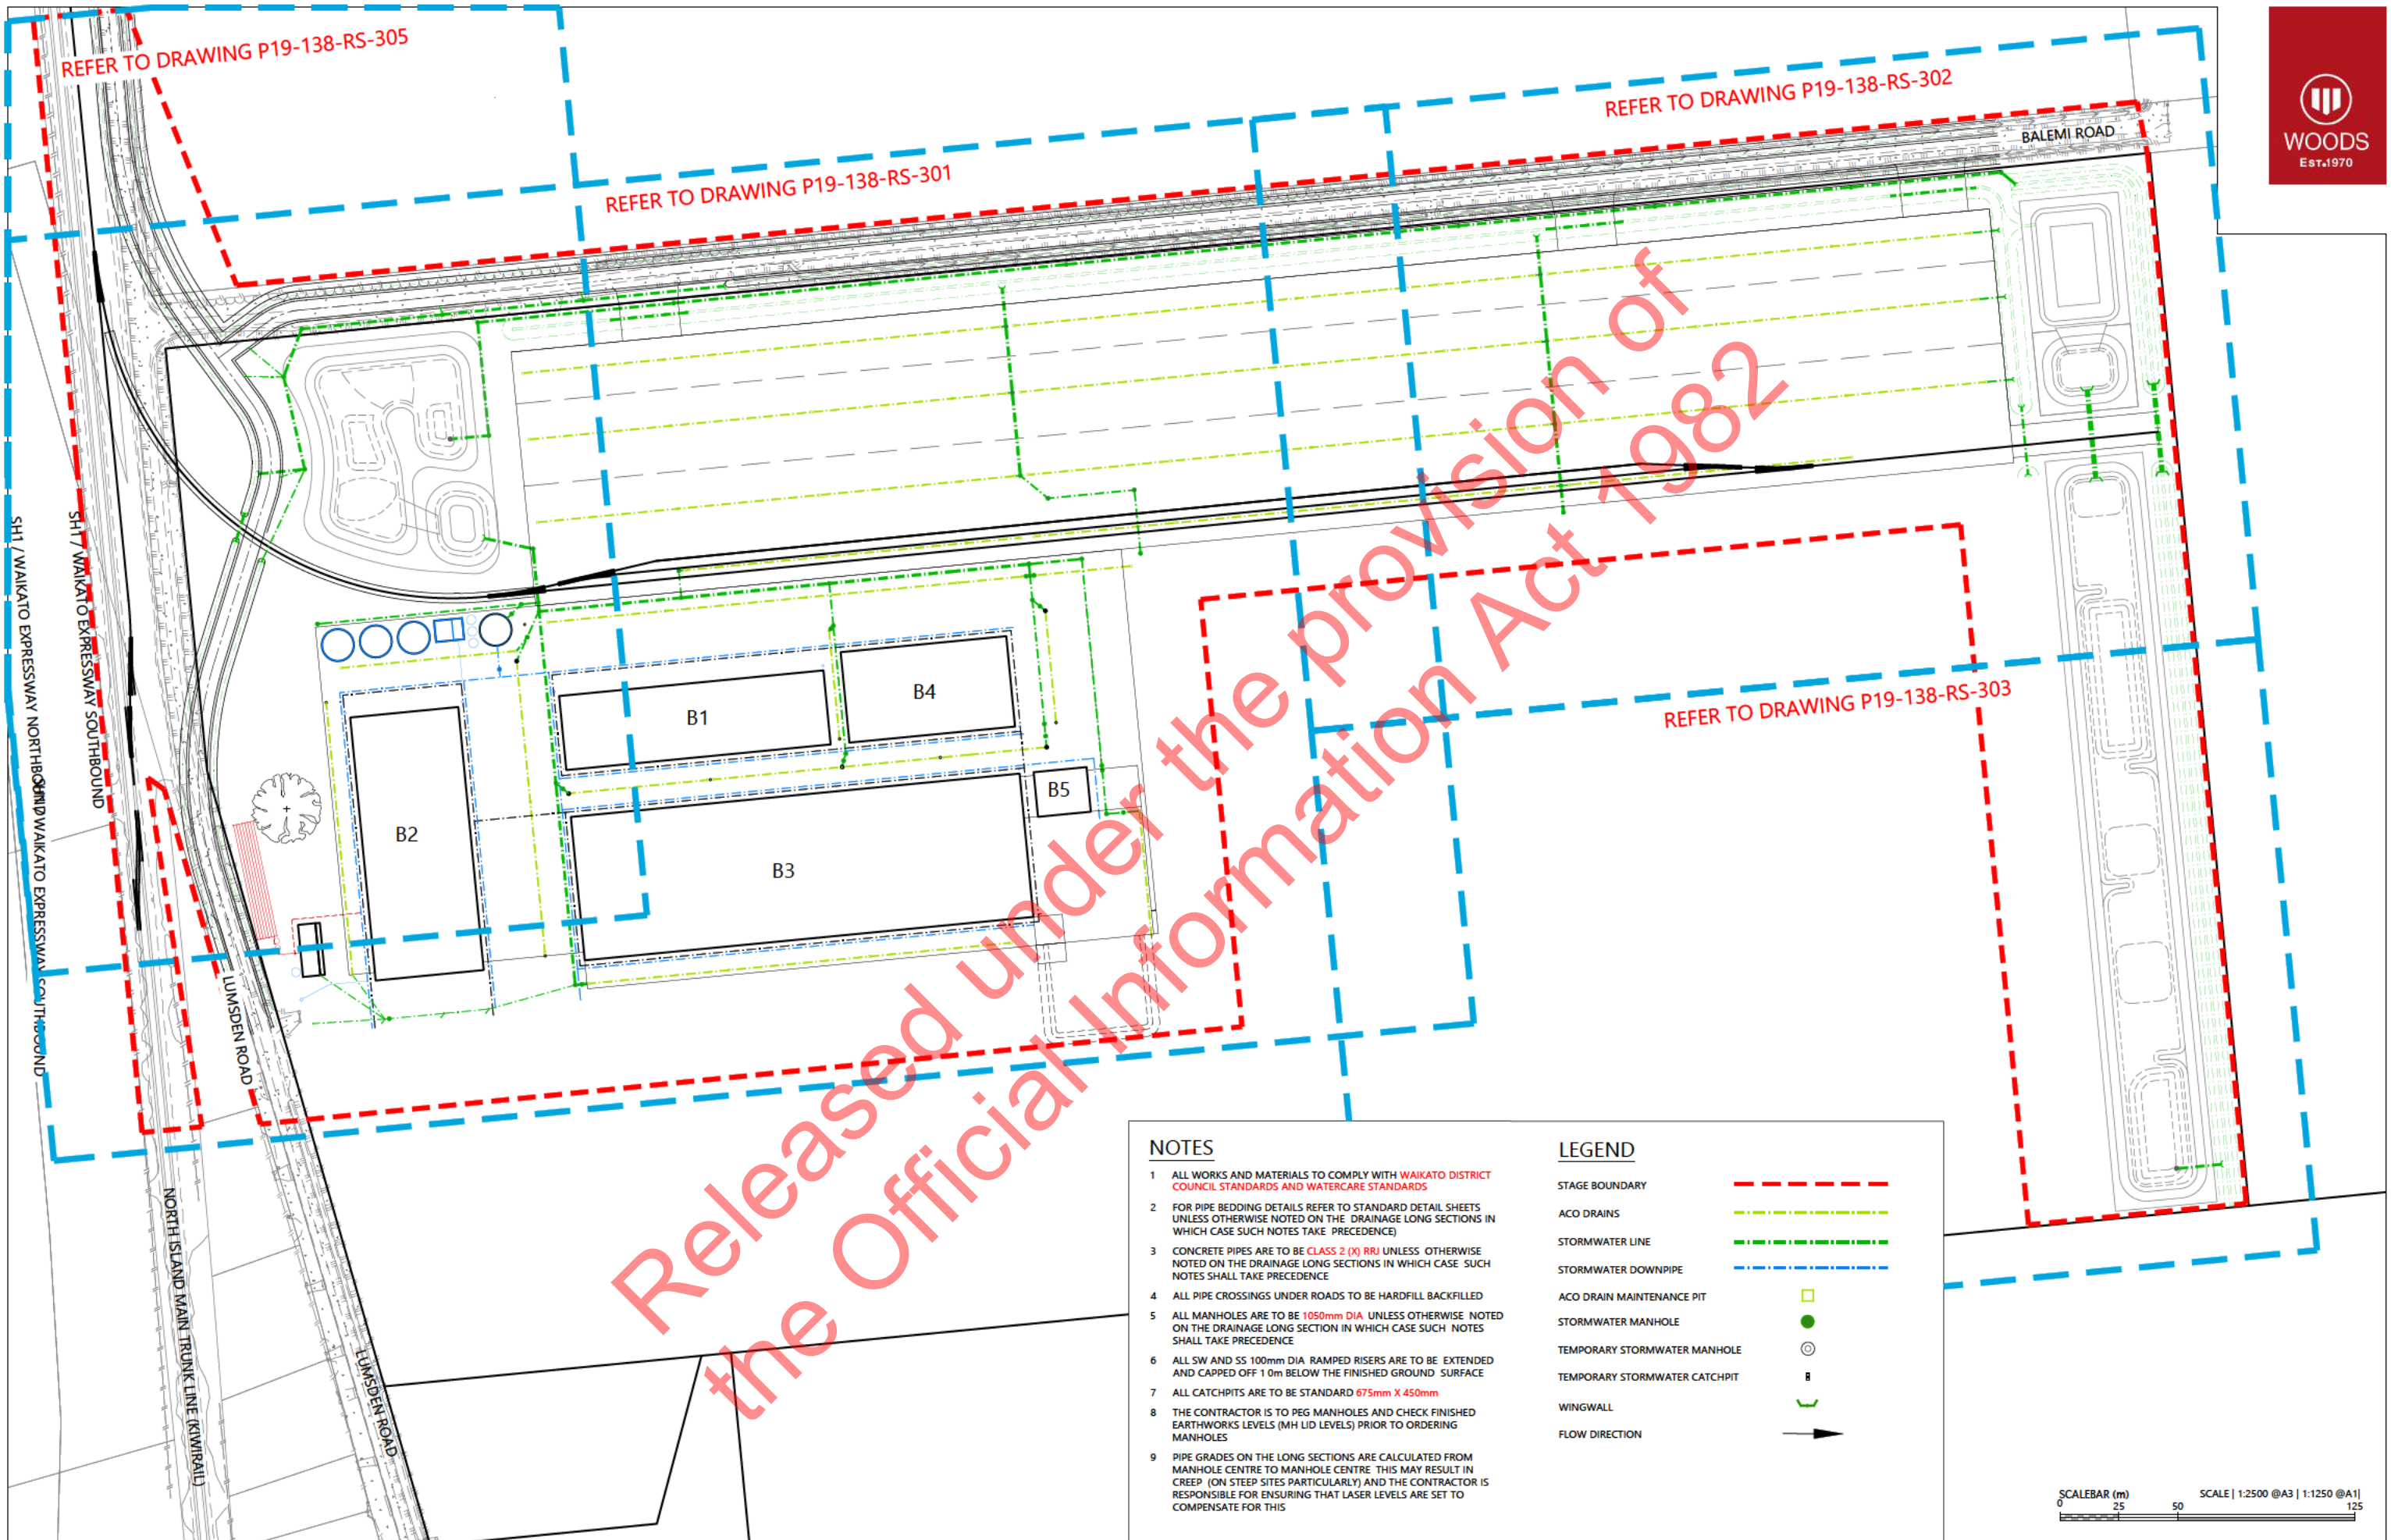 REFER TO DRAWING P19-138-RS-305
REFER TO DRAWING P19-138-RS-302
BALEMI ROAD
WOODS
EST.1970
REFER TO DRAWING P19-138-RS-301
SH1 / WAIKATO EXPRESSWAY NORTHBOUND
SH1 / WAIKATO EXPRESSWAY SOUTHBOUND
WAIKATO EXPRESSWAY SOUTHBOUND
B1
B4
B2
B5
B3
REFER TO DRAWING P19-138-RS-303
LUMSDEN ROAD
NORTH ISLAND MAIN TRUNK LINE (KIWIRAIL)
LUMSDEN ROAD
Released under the provision of
the Official Information Act 1982
NOTES
1 ALL WORKS AND MATERIALS TO COMPLY WITH WAIKATO DISTRICT
COUNCIL STANDARDS AND WATERCARE STANDARDS
2 FOR PIPE BEDDING DETAILS REFER TO STANDARD DETAIL SHEETS
UNLESS OTHERWISE NOTED ON THE DRAINAGE LONG SECTIONS IN
WHICH CASE SUCH NOTES TAKE PRECEDENCE)
3 CONCRETE PIPES ARE TO BE CLASS 2 (X) RRJ UNLESS OTHERWISE
NOTED ON THE DRAINAGE LONG SECTIONS IN WHICH CASE SUCH
NOTES SHALL TAKE PRECEDENCE
4 ALL PIPE CROSSINGS UNDER ROADS TO BE HARDFILL BACKFILLED
5 ALL MANHOLES ARE TO BE 1050mm DIA UNLESS OTHERWISE NOTED
ON THE DRAINAGE LONG SECTION IN WHICH CASE SUCH NOTES
SHALL TAKE PRECEDENCE
6 ALL SW AND SS 100mm DIA RAMPED RISERS ARE TO BE EXTENDED
AND CAPPED OFF 1 0m BELOW THE FINISHED GROUND SURFACE
7 ALL CATCHPITS ARE TO BE STANDARD 675mm X 450mm
8 THE CONTRACTOR IS TO PEG MANHOLES AND CHECK FINISHED
EARTHWORKS LEVELS (MH LID LEVELS) PRIOR TO ORDERING
MANHOLES
9 PIPE GRADES ON THE LONG SECTIONS ARE CALCULATED FROM
MANHOLE CENTRE TO MANHOLE CENTRE THIS MAY RESULT IN
CREEP (ON STEEP SITES PARTICULARLY) AND THE CONTRACTOR IS
RESPONSIBLE FOR ENSURING THAT LASER LEVELS ARE SET TO
COMPENSATE FOR THIS
LEGEND
STAGE BOUNDARY
ACO DRAINS
STORMWATER LINE
STORMWATER DOWNPIPE
ACO DRAIN MAINTENANCE PIT
STORMWATER MANHOLE
TEMPORARY STORMWATER MANHOLE
TEMPORARY STORMWATER CATCHPIT
WINGWALL
FLOW DIRECTION
SCALEBAR (m)
SCALE | 1:2500 @A3 | 1:1250 @A1|
0 25 50 125